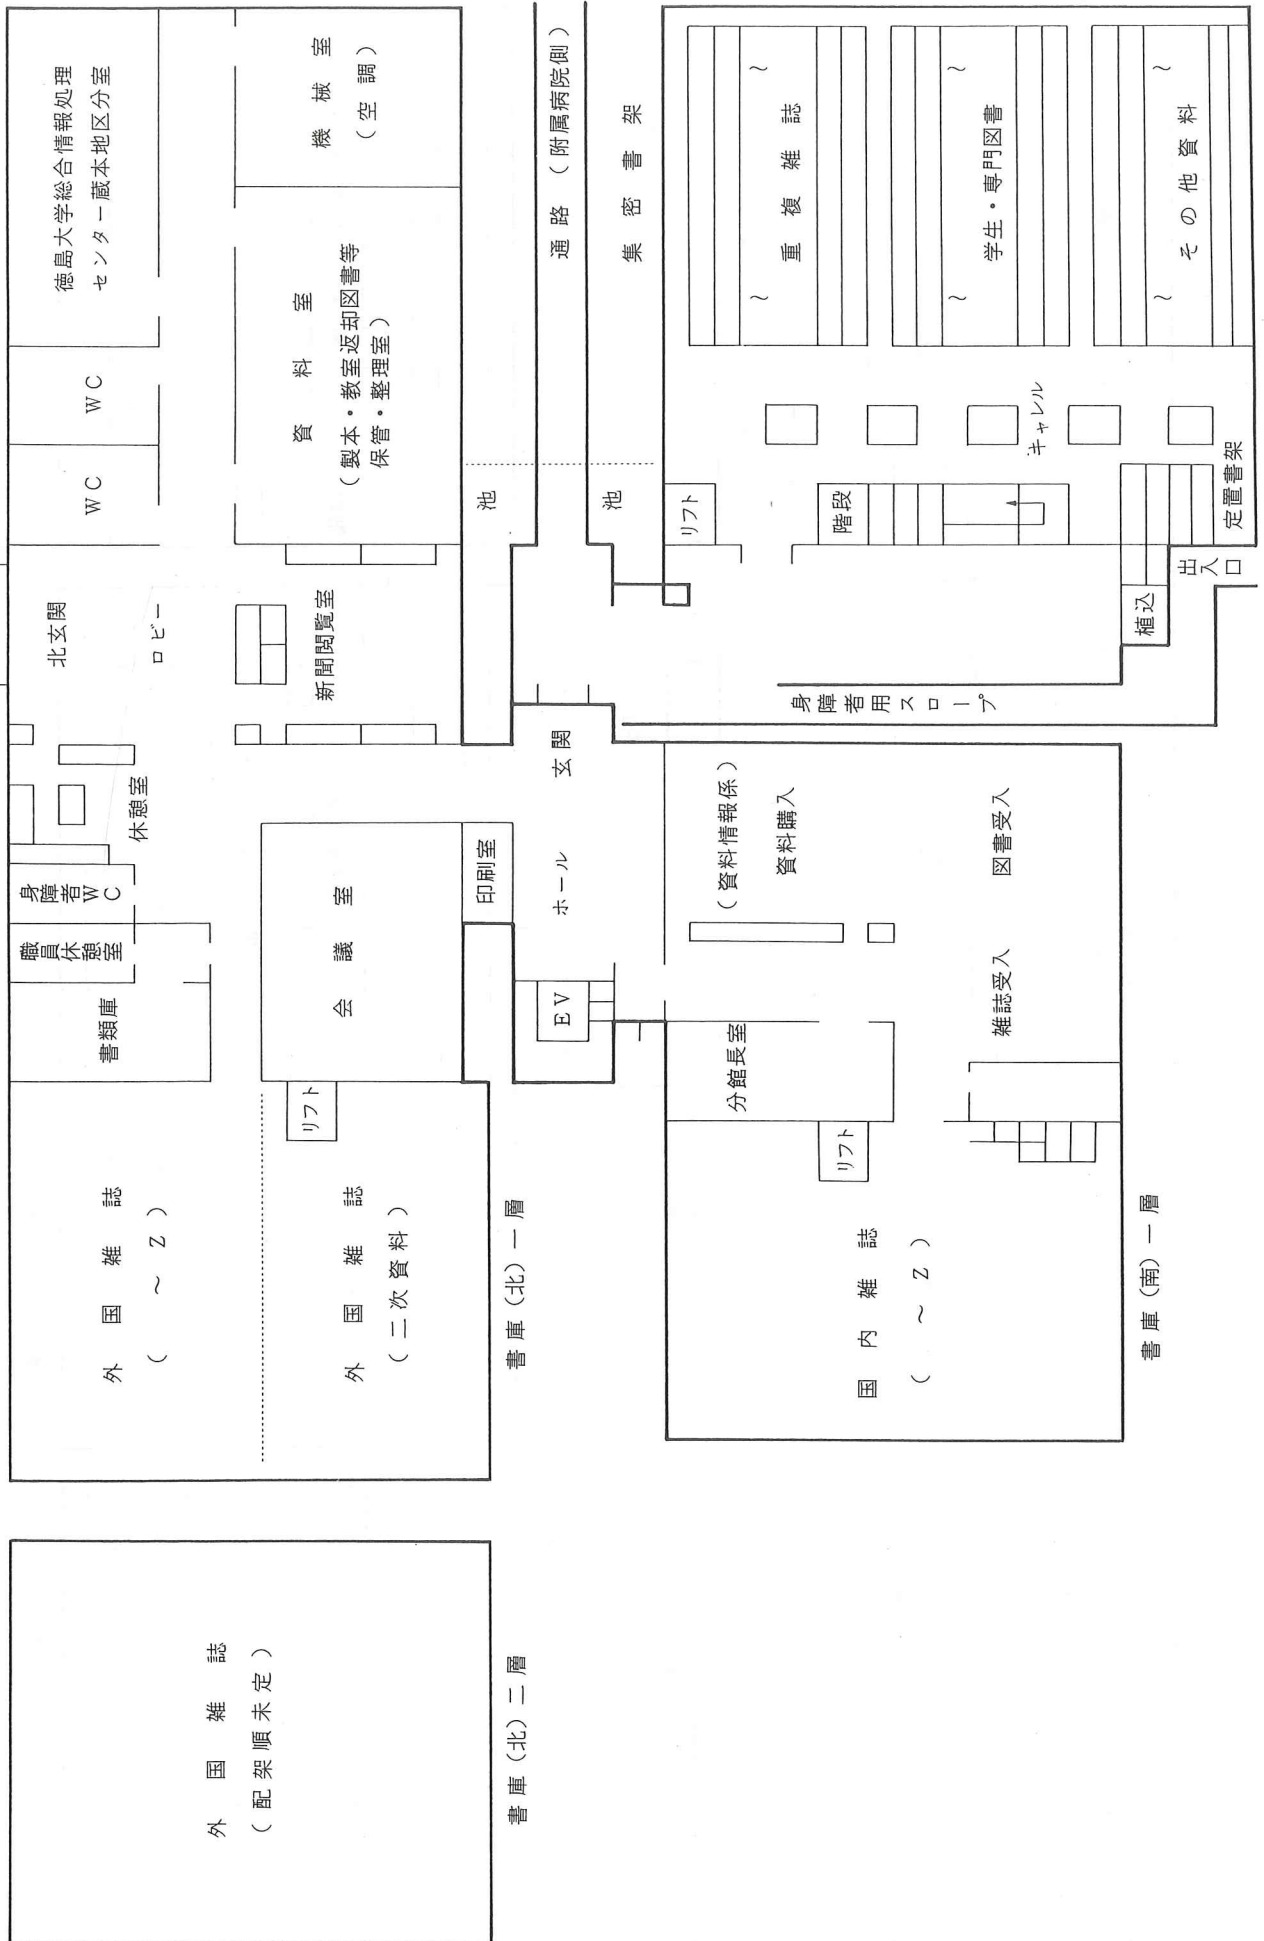 徳島大学総合情報処理
センター蔵本地区分室
WC
WC
北玄関
ロビー
休憩室
身障者
WC
職員
休憩室
書類庫
外国雑誌
(　～Z)
機械室
(空調)
資料室
(製本・教室返却図書等
保管・整理室)
新聞閲覧室
会議室
リフト
外国雑誌
(二次資料)
印刷室
書庫(北)一層
外国雑誌
(配架順未定)
書庫(北)二層
通路(附属病院側)
池
池
玄関
ホール
EV
集密書架
重複雑誌
～　～
学生・専門図書
～　～
その他資料
～　～
キャレル
リフト
階段
定置書架
出入口
植込
身障者用スロープ
(資料情報係)
資料購入
図書受入
雑誌受入
分館長室
リフト
国内雑誌
(　～Z)
書庫(南)一層